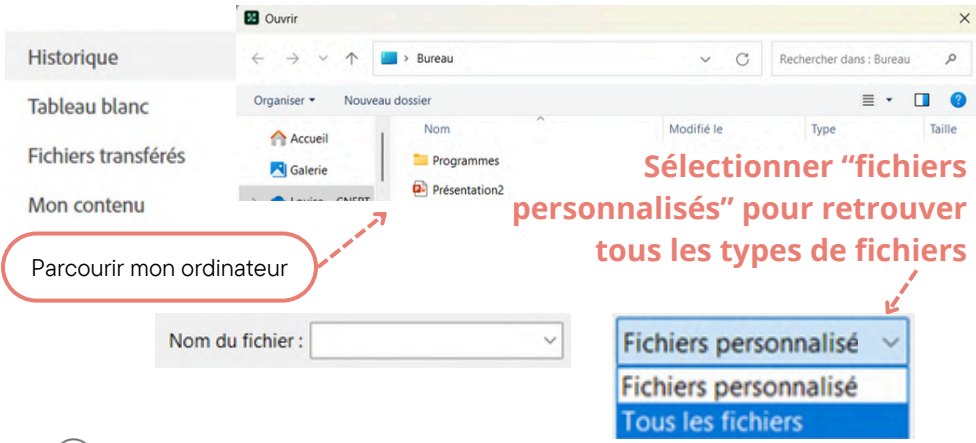 Ouvrir
Historique
Bureau
Rechercher dans : Bureau
Tableau blanc
Organiser
Nouveau dossier
Nom
Modifié le
Type
Taille
Accueil
Fichiers transférés
Galerie
Programmes
Présentation2
Mon contenu
Sélectionner “fichiers
personnalisés” pour retrouver
tous les types de fichiers
Parcourir mon ordinateur
Nom du fichier :
Fichiers personnalisé
Fichiers personnalisé
Tous les fichiers